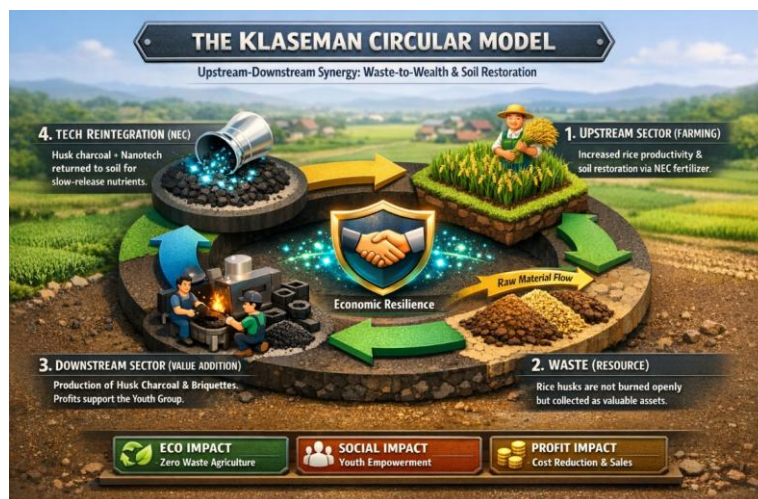 THE KLASEMAN CIRCULAR MODEL
Upstream-Downstream Synergy: Waste-to-Wealth & Soil Restoration
4. TECH REINTEGRATION (NEC)
Husk charcoal + Nanotech
returned to soil for
slow-release nutrients.
1. UPSTREAM SECTOR (FARMING)
Increased rice productivity &
soil restoration via NEC fertilizer.
Economic Resilience
Raw Material Flow
3. DOWNSTREAM SECTOR (VALUE ADDITION)
Production of Husk Charcoal & Briquettes.
Profits support the Youth Group.
2. WASTE (RESOURCE)
Rice husks are not burned openly
but collected as valuable assets.
ECO IMPACT
- Zero Waste Agriculture
SOCIAL IMPACT
- Youth Empowerment
PROFIT IMPACT
- Cost Reduction & Sales